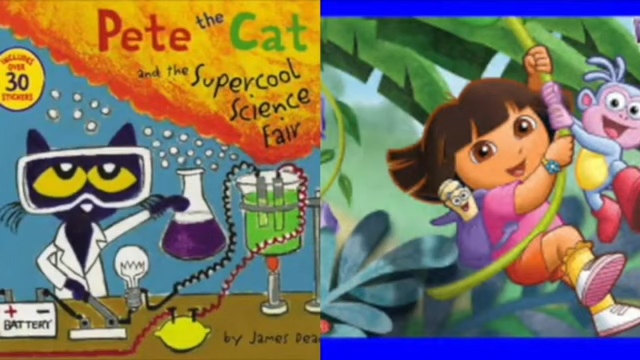 Pete the Cat
and the Supercool
Science
Fair
INCLUDES
OVER
30
STICKERS
+ -
BATTERY
by James Dea